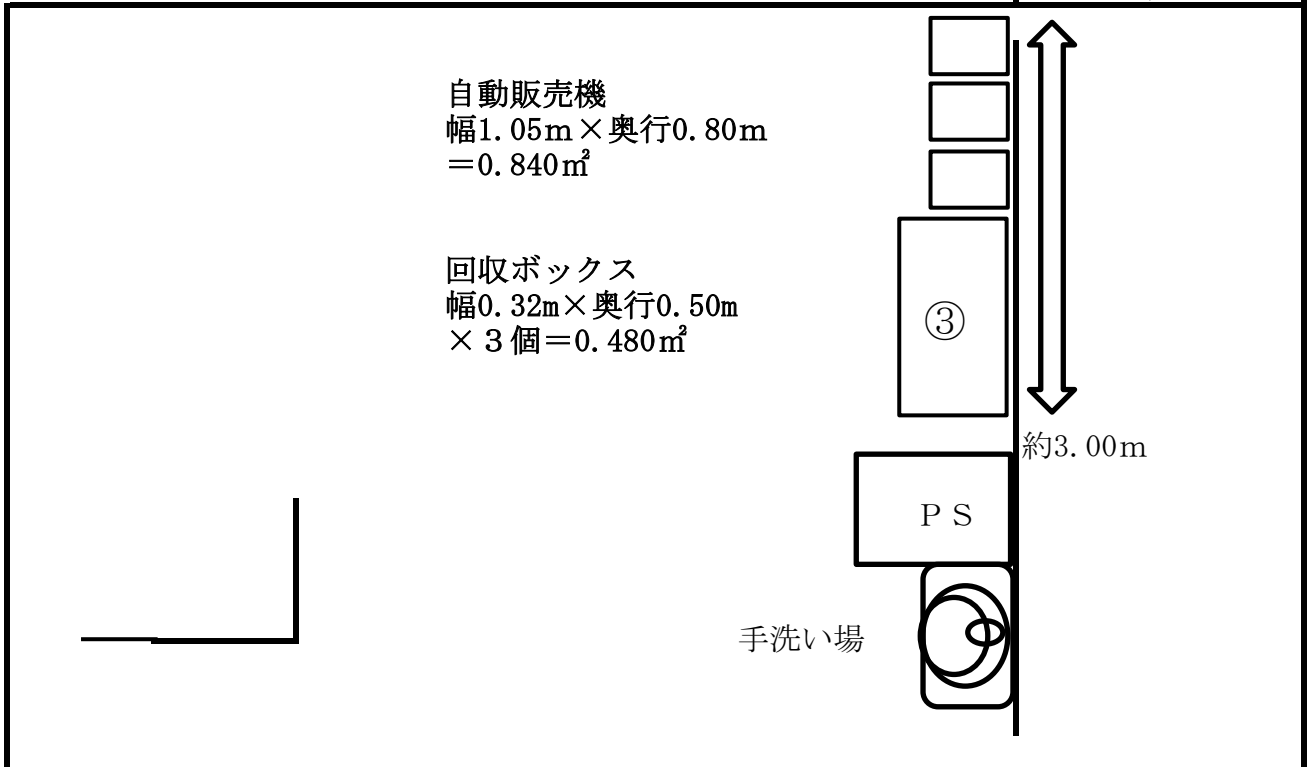 自動販売機
幅1.05m×奥行0.80m
＝0.840㎡
回収ボックス
幅0.32m×奥行0.50m
×３個＝0.480㎡
③
約3.00m
ＰＳ
手洗い場